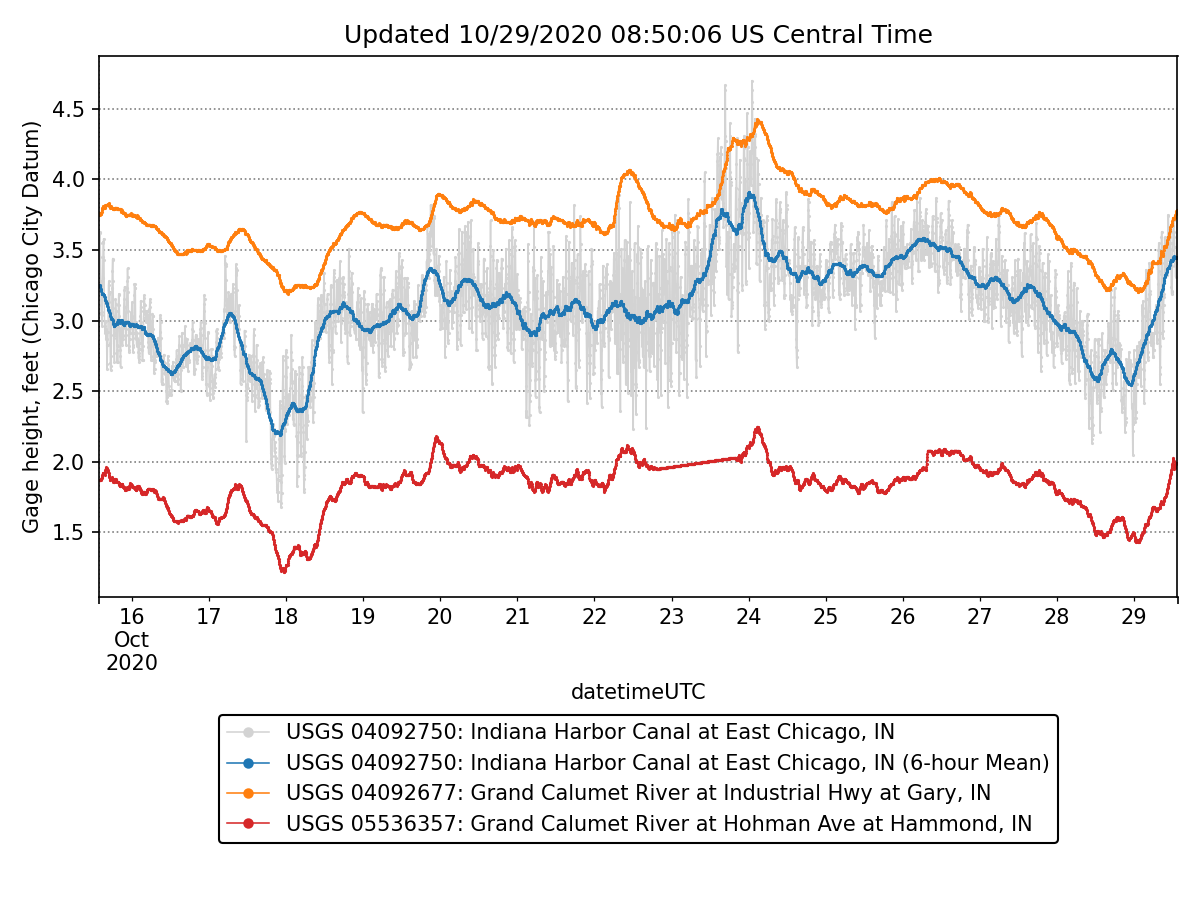 Updated 10/29/2020 08:50:06 US Central Time
Gage height, feet (Chicago City Datum)
4.5
4.0
3.5
3.0
2.5
2.0
1.5
16 17 18 19 20 21 22 23 24 25 26 27 28 29
Oct
2020
datetimeUTC
USGS 04092750: Indiana Harbor Canal at East Chicago, IN
USGS 04092750: Indiana Harbor Canal at East Chicago, IN (6-hour Mean)
USGS 04092677: Grand Calumet River at Industrial Hwy at Gary, IN
USGS 05536357: Grand Calumet River at Hohman Ave at Hammond, IN